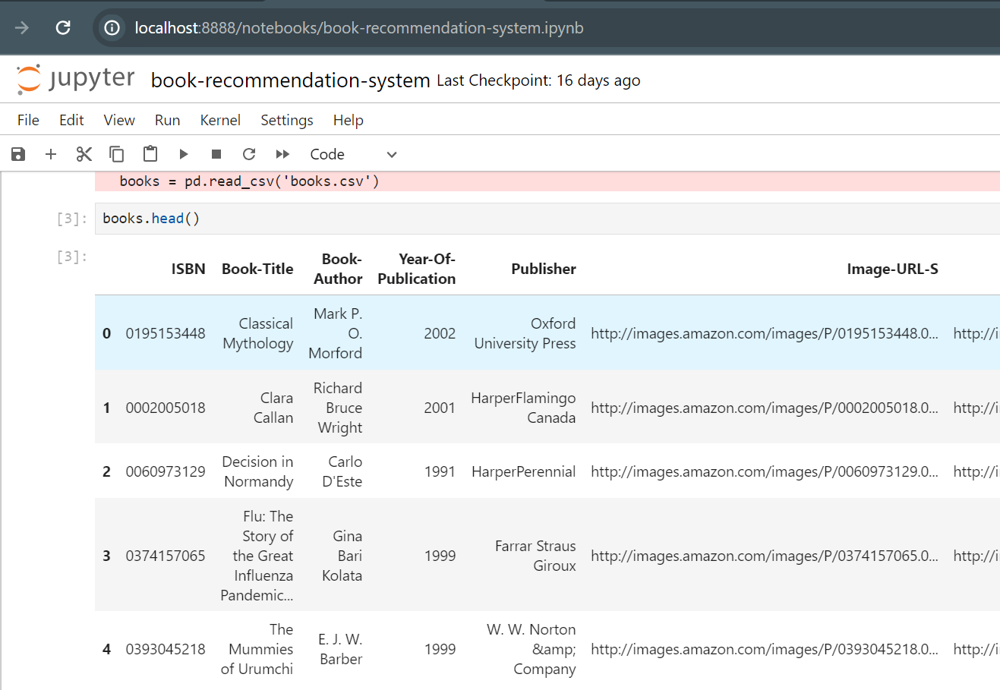 localhost:8888/notebooks/book-recommendation-system.ipynb
jupyter book-recommendation-system Last Checkpoint: 16 days ago
File Edit View Run Kernel Settings Help
Code
books = pd.read_csv('books.csv')
[3]: books.head()
[3]:
ISBN Book-Title Book-Author Year-Of-Publication Publisher Image-URL-S
0 0195153448 Classical Mythology Mark P. O. Morford 2002 Oxford University Press http://images.amazon.com/images/P/0195153448.0... http://i
1 0002005018 Clara Callan Richard Bruce Wright 2001 HarperFlamingo Canada http://images.amazon.com/images/P/0002005018.0... http://i
2 0060973129 Decision in Normandy Carlo D'Este 1991 HarperPerennial http://images.amazon.com/images/P/0060973129.0... http://i
3 0374157065 Flu: The Story of the Great Influenza Pandemic... Gina Bari Kolata 1999 Farrar Straus Giroux http://images.amazon.com/images/P/0374157065.0... http://i
4 0393045218 The Mummies of Urumchi E. J. W. Barber 1999 W. W. Norton &amp; Company http://images.amazon.com/images/P/0393045218.0... http://i